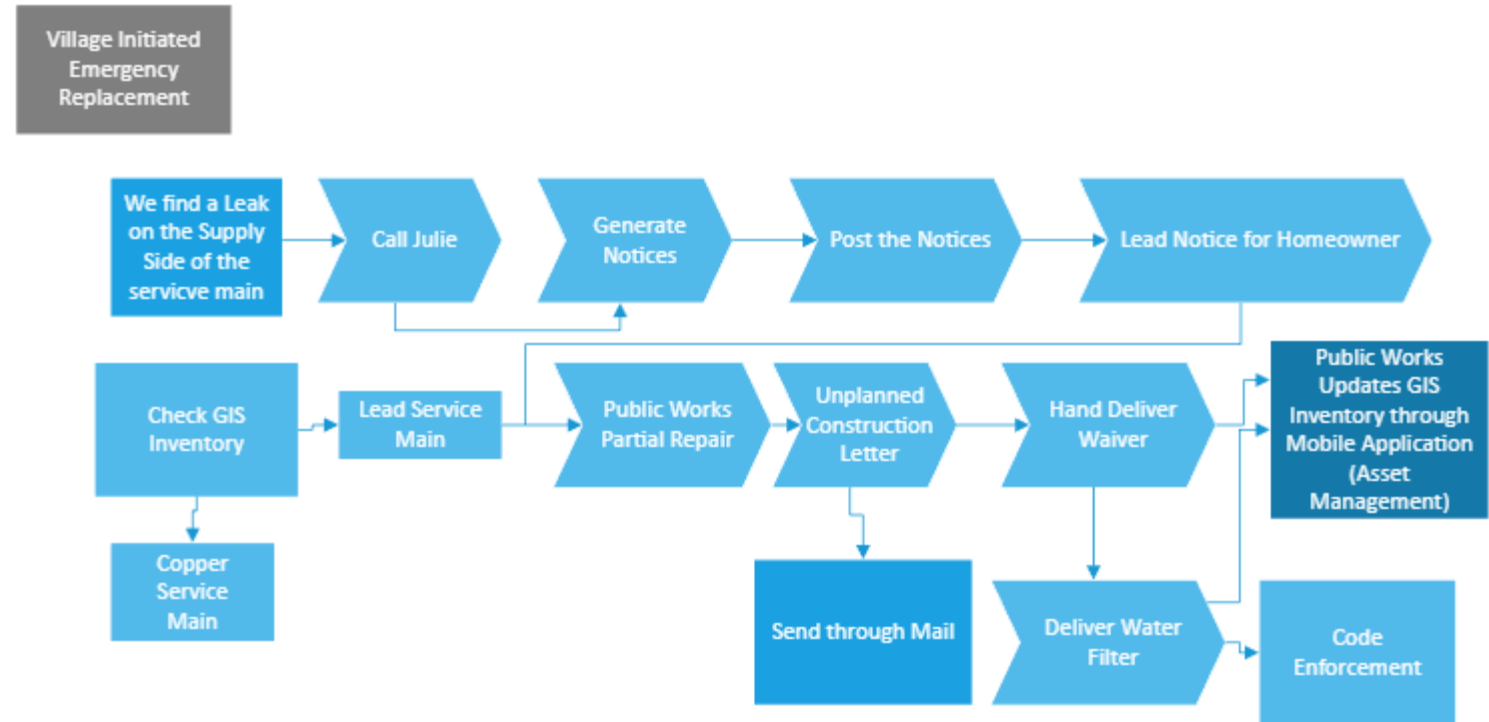 Village Initiated
Emergency
Replacement
We find a Leak
on the Supply
Side of the
servicve main
Call Julie
Generate
Notices
Post the Notices
Lead Notice for Homeowner
Check GIS
Inventory
Lead Service
Main
Public Works
Partial Repair
Unplanned
Construction
Letter
Hand Deliver
Waiver
Public Works
Updates GIS
Inventory through
Mobile Application
(Asset
Management)
Copper
Service
Main
Send through Mail
Deliver Water
Filter
Code
Enforcement